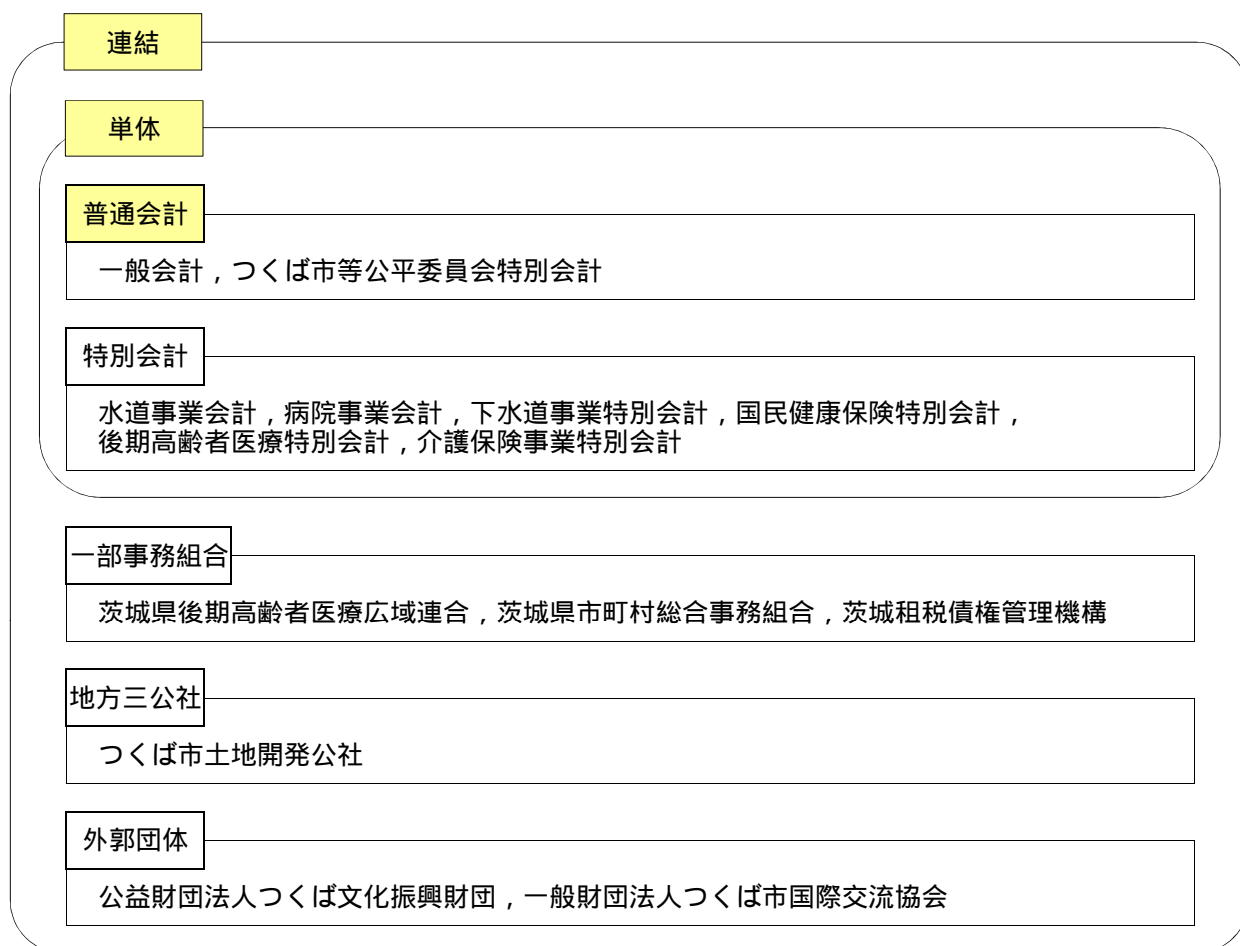 連結
単体
普通会計
一般会計，つくば市等公平委員会特別会計
特別会計
水道事業会計，病院事業会計，下水道事業特別会計，国民健康保険特別会計，
後期高齢者医療特別会計，介護保険事業特別会計
一部事務組合
茨城県後期高齢者医療広域連合，茨城県市町村総合事務組合，茨城租税債権管理機構
地方三公社
つくば市土地開発公社
外郭団体
公益財団法人つくば文化振興財団，一般財団法人つくば市国際交流協会